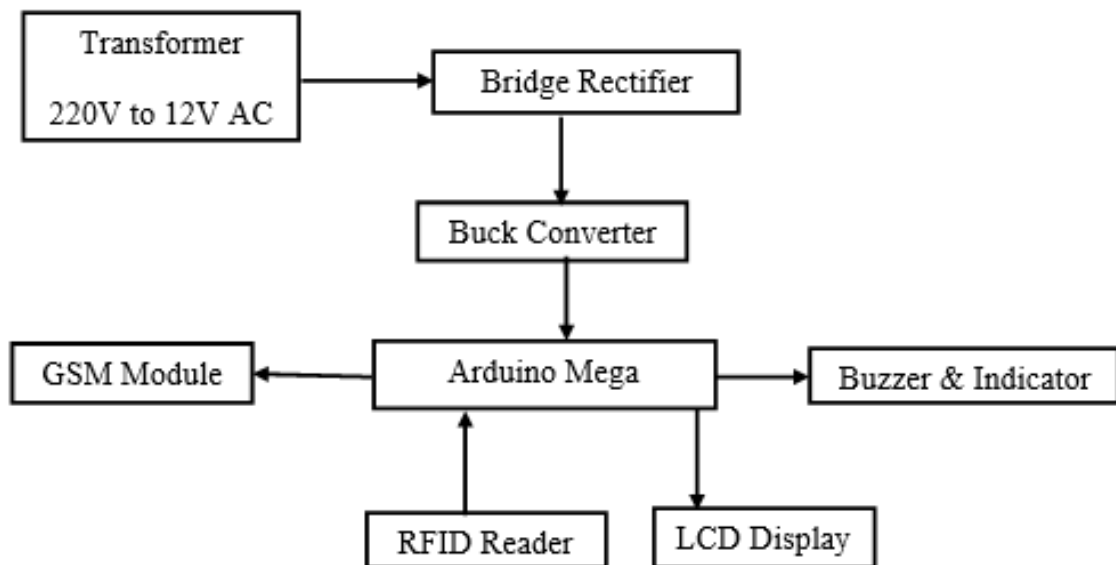 Transformer
220V to 12V AC
Bridge Rectifier
Buck Converter
GSM Module
Arduino Mega
Buzzer & Indicator
RFID Reader
LCD Display